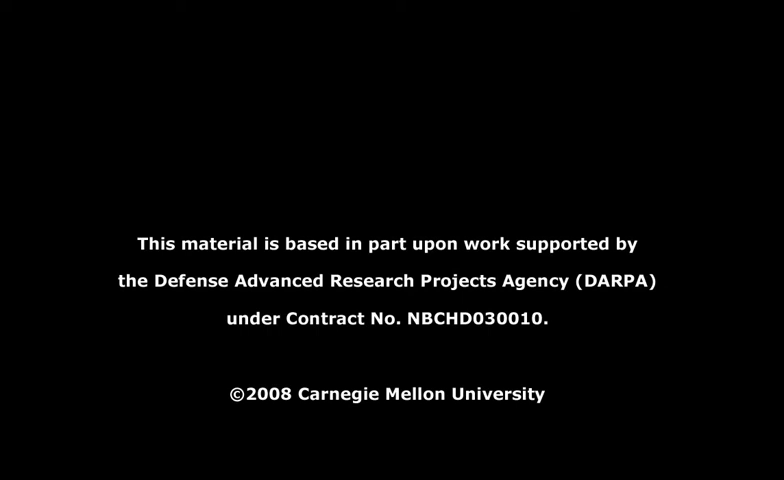 This material is based in part upon work supported by
the Defense Advanced Research Projects Agency (DARPA)
under Contract No. NBCHD030010.
©2008 Carnegie Mellon University